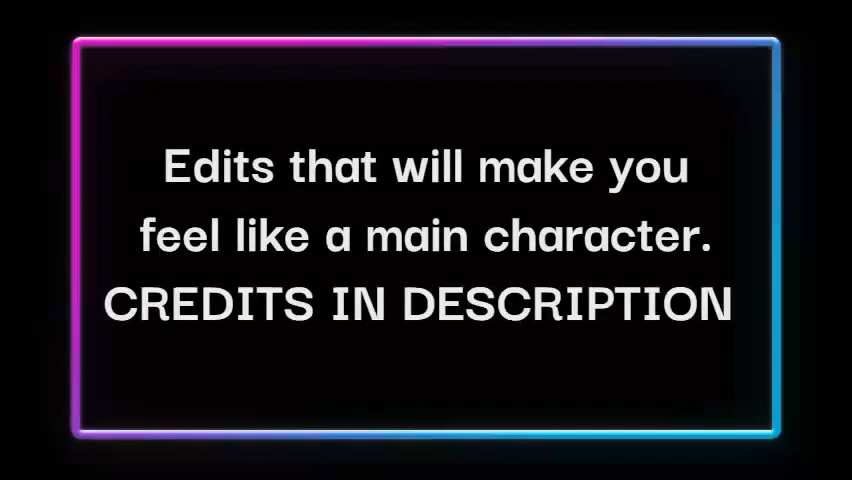 Edits that will make you
feel like a main character.
CREDITS IN DESCRIPTION